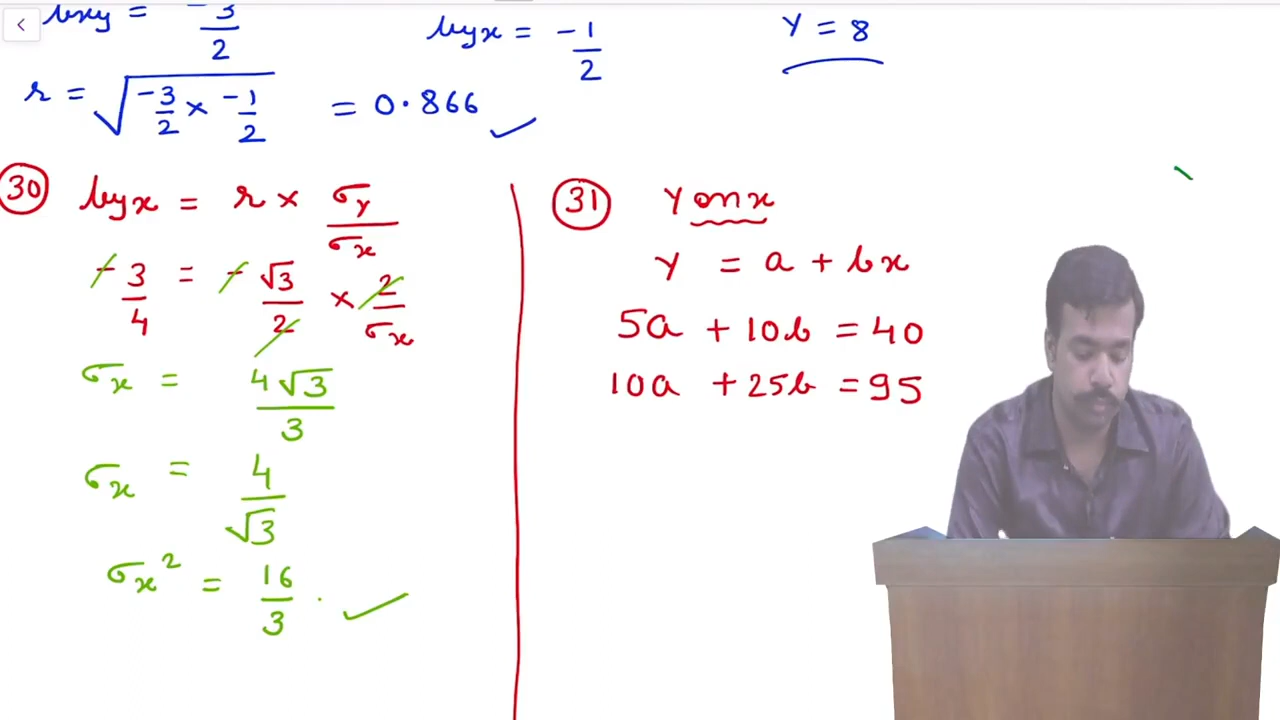 bxy = -3/2
byx = -1/2
Y = 8
r = √(-3/2 × -1/2) = 0.866
30 byx = r × σy/σx
-3/4 = -√3/2 × 2/σx
σx = 4√3/3
σx = 4/√3
σx² = 16/3
31 Y on x
Y = a + bx
5a + 10b = 40
10a + 25b = 95